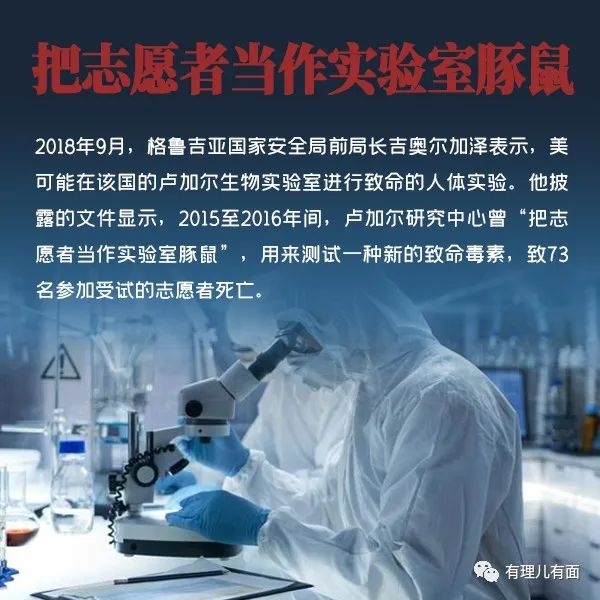 把志愿者当作实验室豚鼠
2018年9月，格鲁吉亚国家安全局前局长吉奥尔加泽表示，美
可能在该国的卢加尔生物实验室进行致命的人体实验。他披
露的文件显示，2015至2016年间，卢加尔研究中心曾“把志
愿者当作实验室豚鼠”，用来测试一种新的致命毒素，致73
名参加受试的志愿者死亡。
有理儿有面